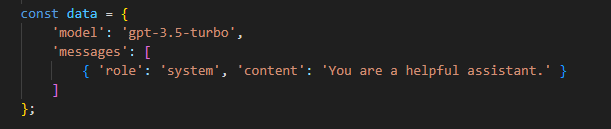 const data = {
    'model': 'gpt-3.5-turbo',
    'messages': [
        { 'role': 'system', 'content': 'You are a helpful assistant.' }
    ]
};